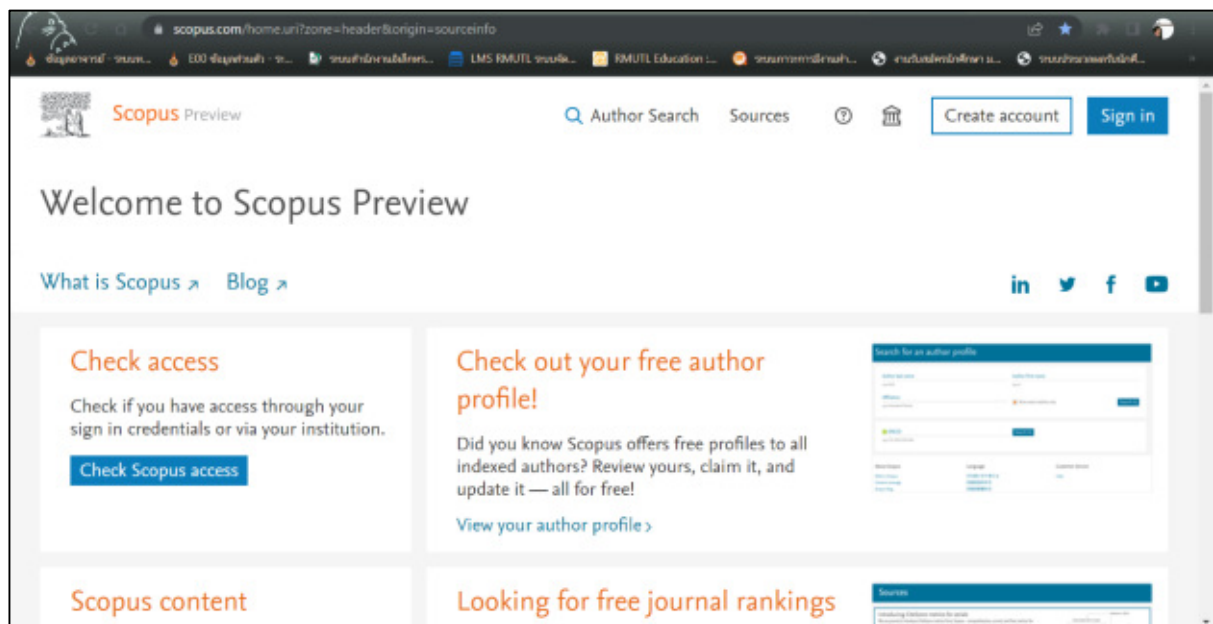 scopus.com/home.uri?zone=header&origin=sourceinfo
LMS RMUTL
RMUTL Education :...
Scopus Preview
Author Search Sources Create account Sign in
Welcome to Scopus Preview
What is Scopus ↗ Blog ↗
in f
Check access
Check if you have access through your
sign in credentials or via your institution.
Check Scopus access
Check out your free author
profile!
Did you know Scopus offers free profiles to all
indexed authors? Review yours, claim it, and
update it — all for free!
View your author profile >
Search for an author profile
Scopus content
Looking for free journal rankings
Sources